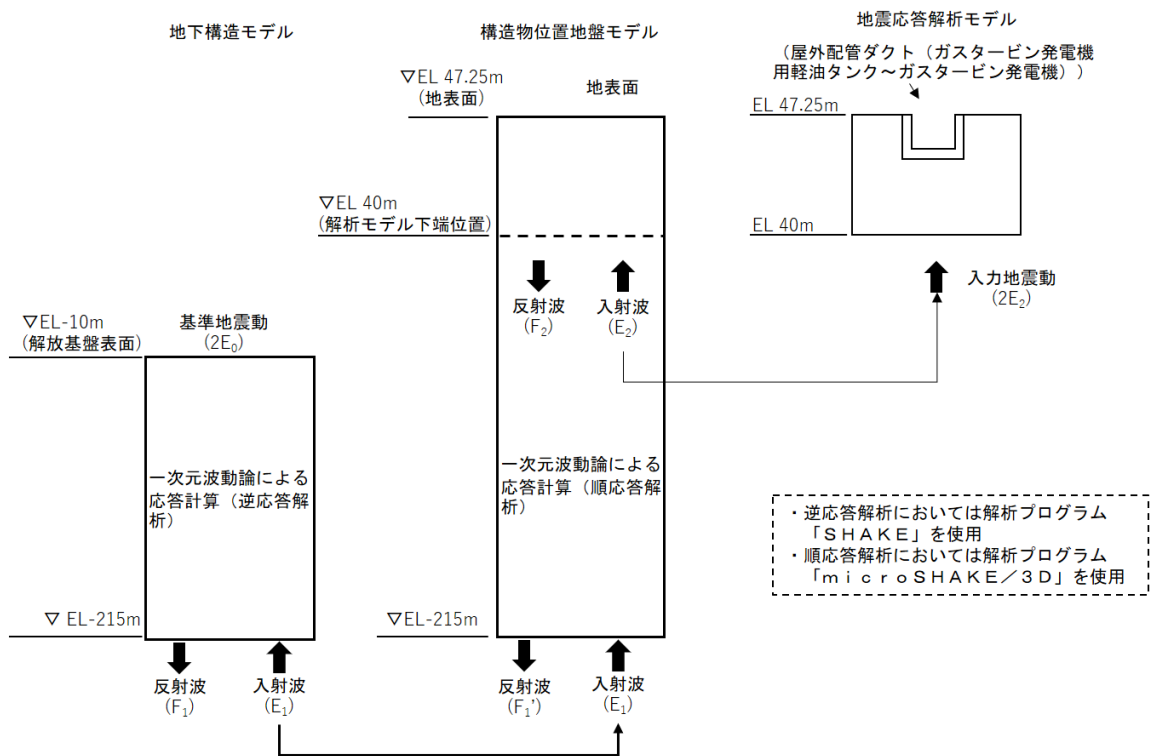 地下構造モデル
▽EL-10m
(解放基盤表面)
基準地震動
(2E₀)
一次元波動論による
応答計算（逆応答解
析）
▽ EL-215m
反射波
(F₁)
入射波
(E₁)
構造物位置地盤モデル
▽EL 47.25m
(地表面)
地表面
▽EL 40m
(解析モデル下端位置)
反射波
(F₂)
入射波
(E₂)
一次元波動論による
応答計算（順応答解
析）
▽EL-215m
反射波
(F₁')
入射波
(E₁)
地震応答解析モデル
（屋外配管ダクト（ガスタービン発電機
用軽油タンク～ガスタービン発電機））
EL 47.25m
EL 40m
入力地震動
(2E₂)
・逆応答解析においては解析プログラム
「ＳＨＡＫＥ」を使用
・順応答解析においては解析プログラム
「ｍｉｃｒｏＳＨＡＫＥ／３Ｄ」を使用